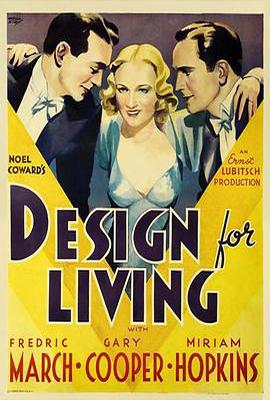 NOEL
COWARD'S
AN
Ernst
LUBITSCH
PRODUCTION
DESIGN for
LIVING
WITH
FREDRIC GARY MIRIAM
MARCH · COOPER · HOPKINS